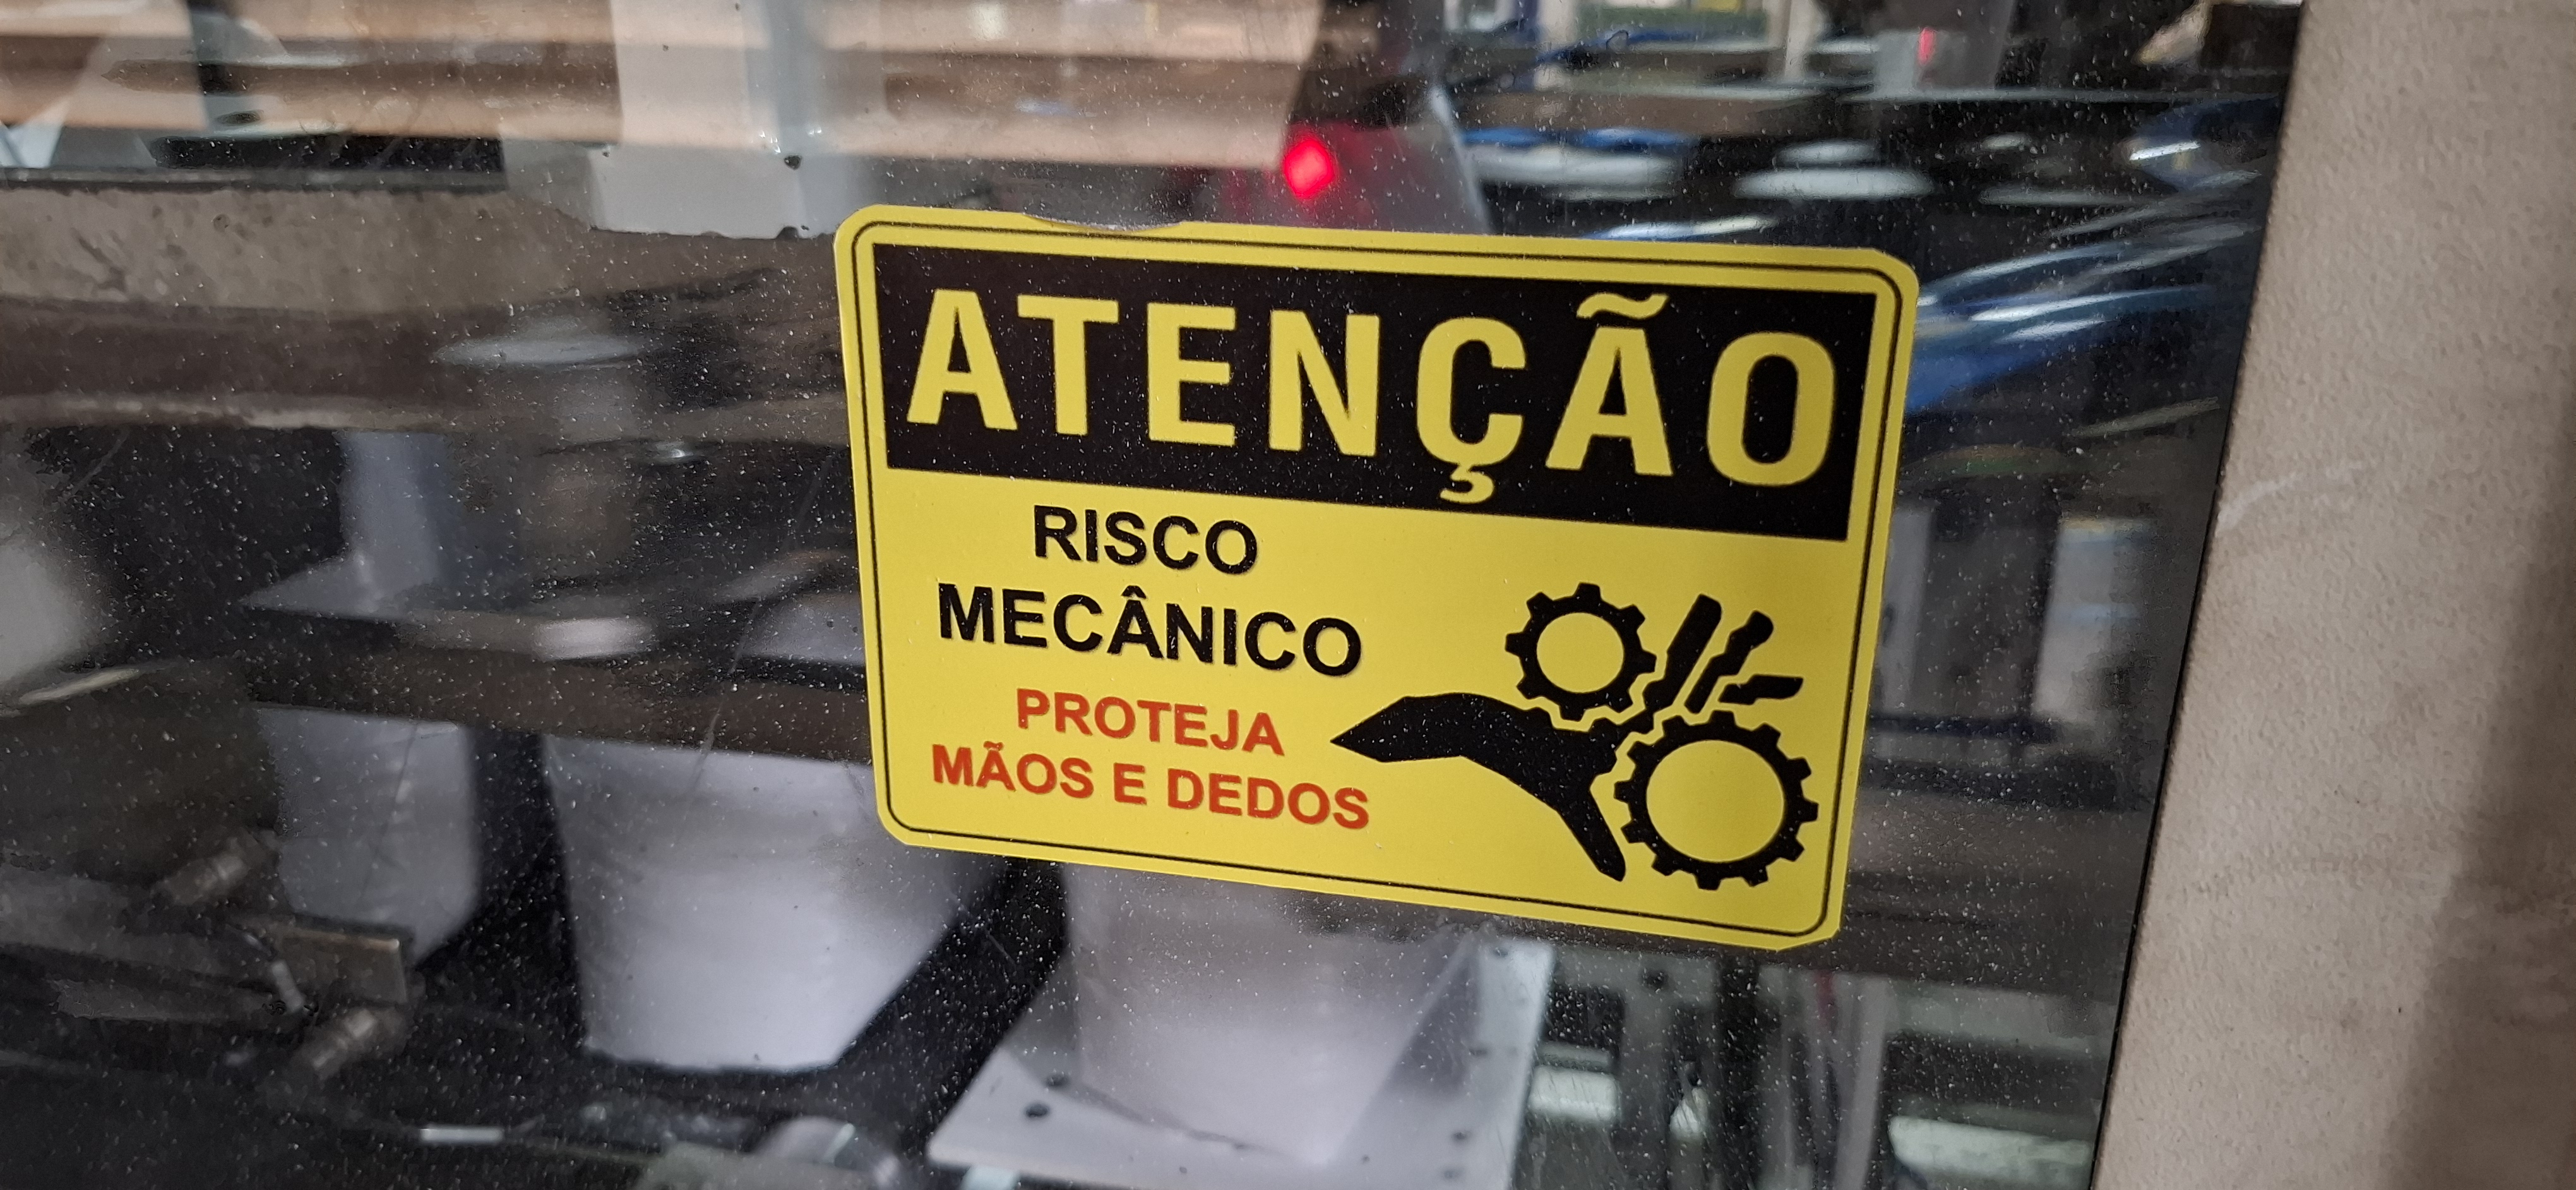 ATENÇÃO
RISCO
MECÂNICO
PROTEJA
MÃOS E DEDOS